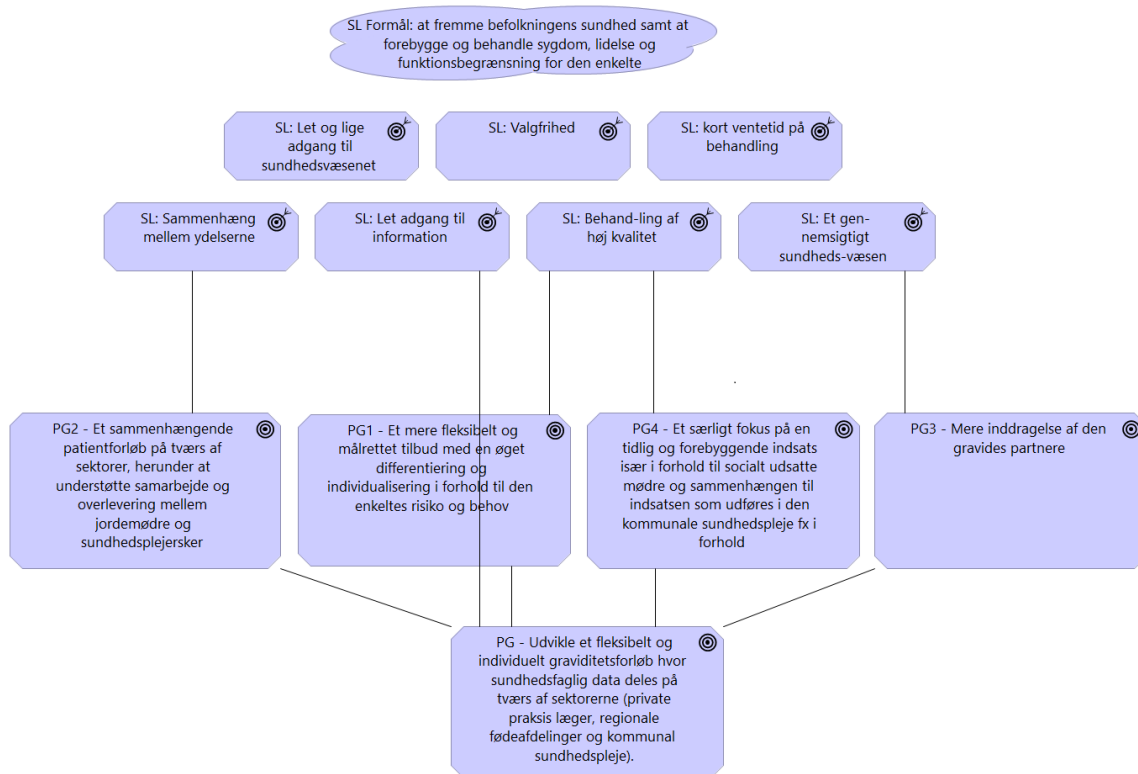 SL Formål: at fremme befolkningens sundhed samt at
forebygge og behandle sygdom, lidelse og
funktionsbegrænsning for den enkelte
SL: Let og lige
adgang til
sundhedsvæsenet
SL: Valgfrihed
SL: kort ventetid på
behandling
SL: Sammenhæng
mellem ydelserne
SL: Let adgang til
information
SL: Behand-ling af
høj kvalitet
SL: Et gen-
nemsigtigt
sundheds-væsen
PG2 - Et sammenhængende
patientforløb på tværs af
sektorer, herunder at
understøtte samarbejde og
overlevering mellem
jordemødre og
sundhedsplejersker
PG1 - Et mere fleksibelt og
målrettet tilbud med en øget
differentiering og
individualisering i forhold til den
enkeltes risiko og behov
PG4 - Et særligt fokus på en
tidlig og forebyggende indsats
især i forhold til socialt udsatte
mødre og sammenhængen til
indsatsen som udføres i den
kommunale sundhedspleje fx i
forhold
PG3 - Mere inddragelse af den
gravides partnere
PG - Udvikle et fleksibelt og
individuelt graviditetsforløb hvor
sundhedsfaglig data deles på
tværs af sektorerne (private
praksis læger, regionale
fødeafdelinger og kommunal
sundhedspleje).